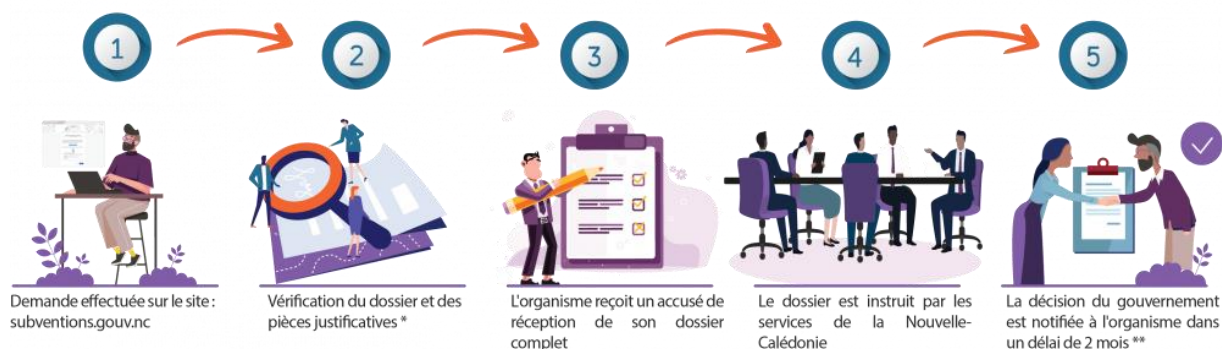 1
2
3
4
5
Demande effectuée sur le site :
subventions.gouv.nc
Vérification du dossier et des
pièces justificatives *
L'organisme reçoit un accusé de
réception de son dossier
complet
Le dossier est instruit par les
services de la Nouvelle-
Calédonie
La décision du gouvernement
est notifiée à l'organisme dans
un délai de 2 mois **